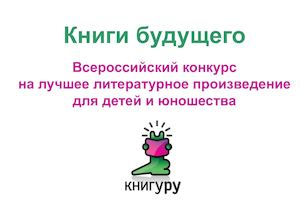 Книги будущего
Всероссийский конкурс
на лучшее литературное произведение
для детей и юношества
книгуру